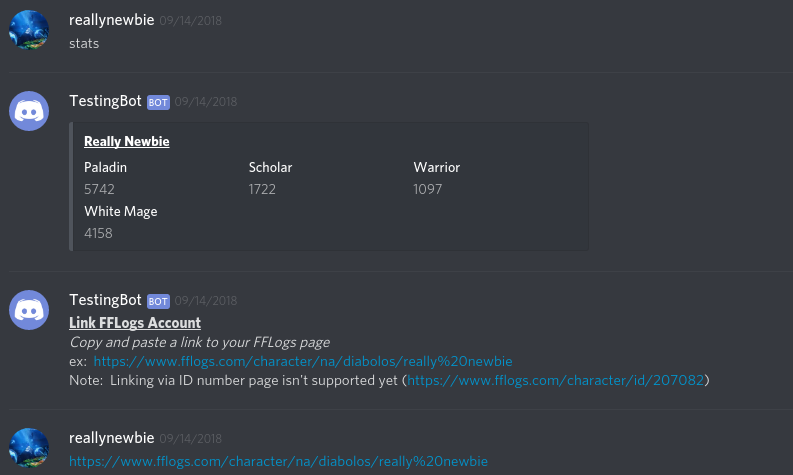 reallynewbie 09/14/2018
stats
TestingBot BOT 09/14/2018
Really Newbie
Paladin Scholar Warrior
5742 1722 1097
White Mage
4158
TestingBot BOT 09/14/2018
Link FFLogs Account
Copy and paste a link to your FFLogs page
ex: https://www.fflogs.com/character/na/diabolos/really%20newbie
Note: Linking via ID number page isn't supported yet (https://www.fflogs.com/character/id/207082)
reallynewbie 09/14/2018
https://www.fflogs.com/character/na/diabolos/really%20newbie